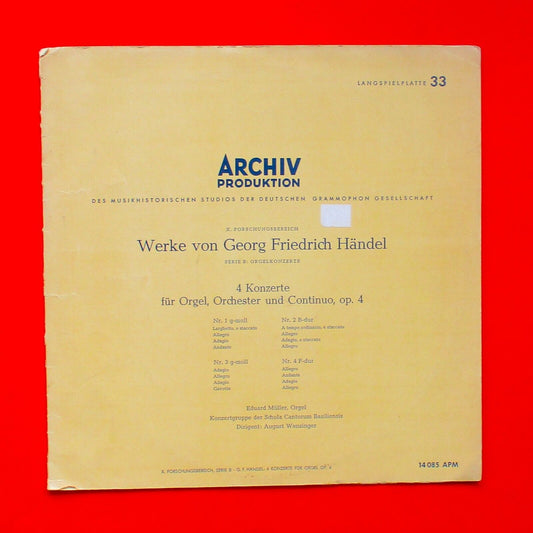 LANGSPIELPLATTE 33
ARCHIV
PRODUKTION
DES MUSIKHISTORISCHEN STUDIOS DER DEUTSCHEN GRAMMOPHON GESELLSCHAFT
X. FORSCHUNGSBEREICH
Werke von Georg Friedrich Händel
SERIE B: ORGELKONZERTE
4 Konzerte
für Orgel, Orchester und Continuo, op. 4
Nr. 1 g-moll
Larghetto, e staccato
Allegro
Adagio
Andante
Nr. 2 B-dur
A tempo ordinario, e staccato
Allegro
Adagio, e staccato
Allegro
Nr. 3 g-moll
Adagio
Allegro
Adagio
Gavotte
Nr. 4 F-dur
Allegro
Andante
Adagio
Allegro
Eduard Müller, Orgel
Konzertgruppe der Schola Cantorum Basiliensis
Dirigent: August Wenzinger
X. FORSCHUNGSBEREICH, SERIE B · G. F. HÄNDEL: 4 KONZERTE FÜR ORGEL OP. 4
14 085 APM